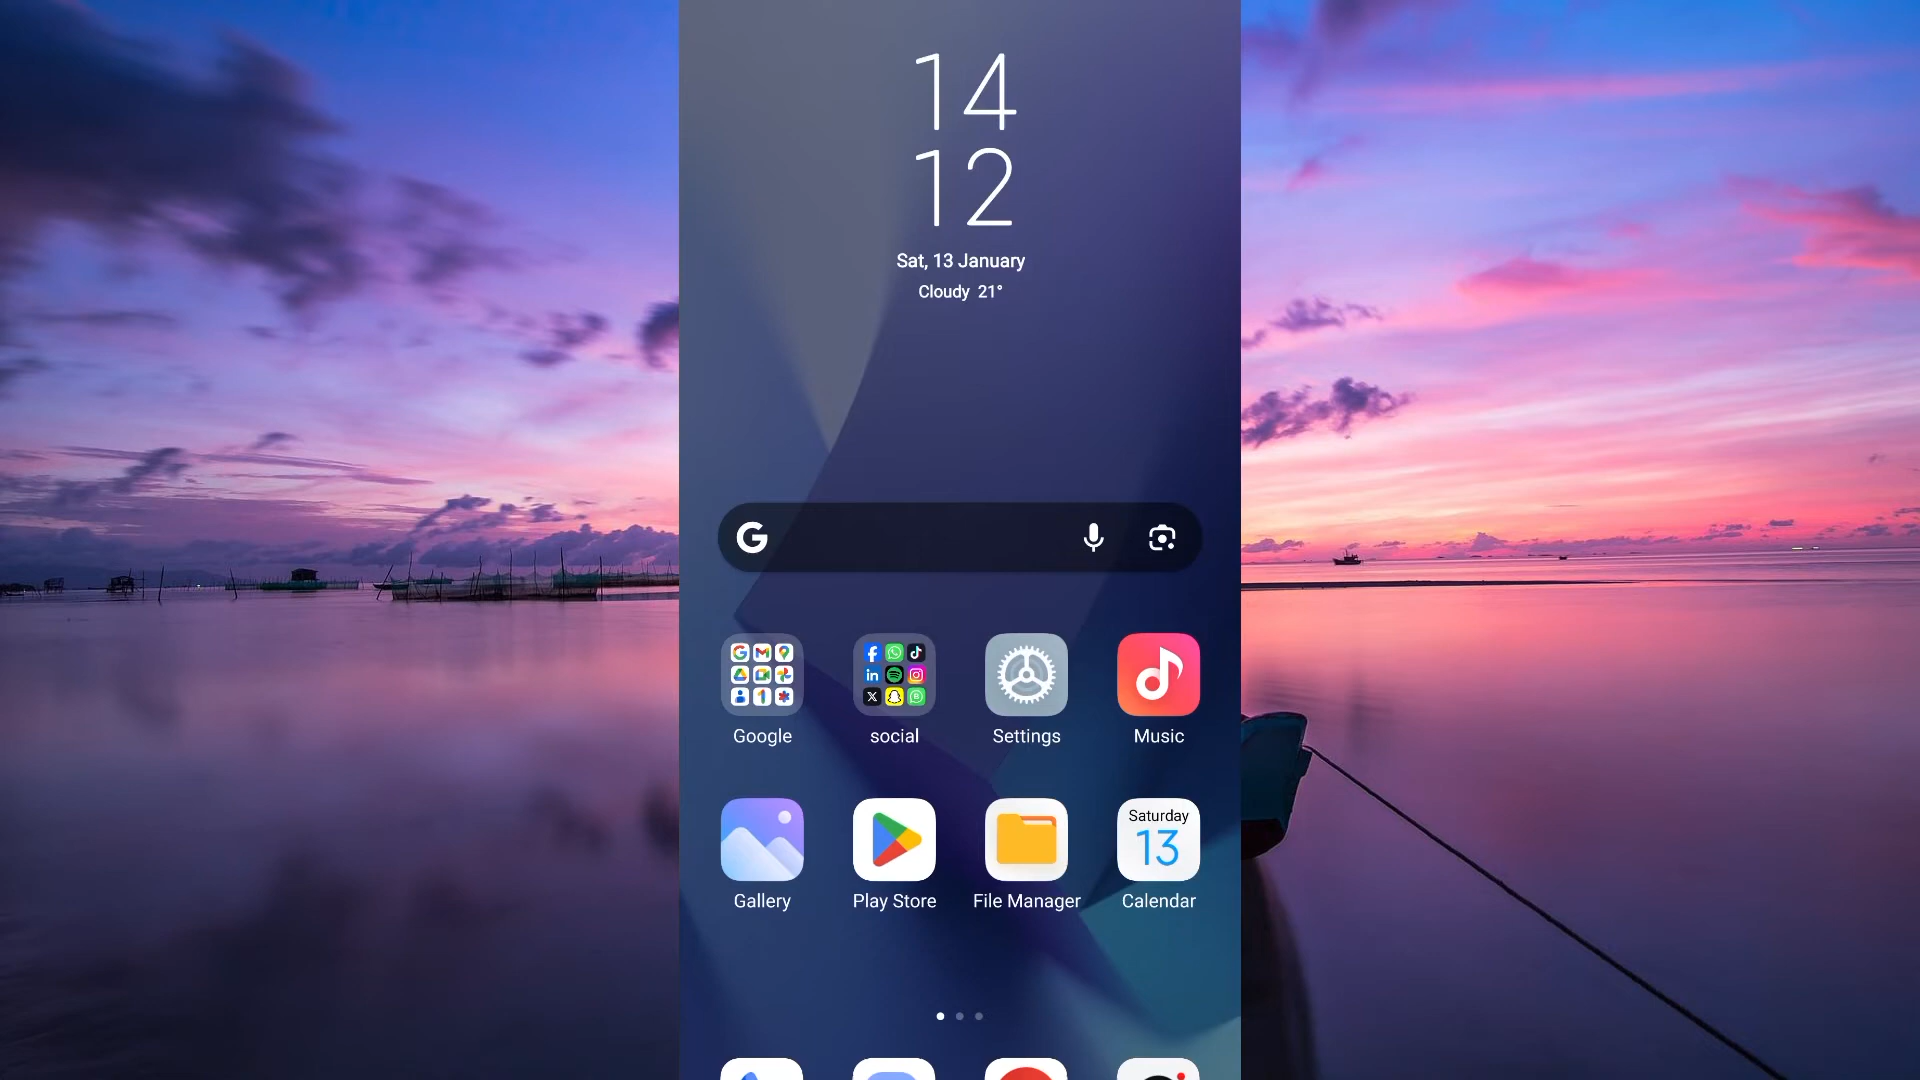 14
12
Sat, 13 January
Cloudy 21°
Google
social
Settings
Music
Gallery
Play Store
File Manager
Saturday
13
Calendar